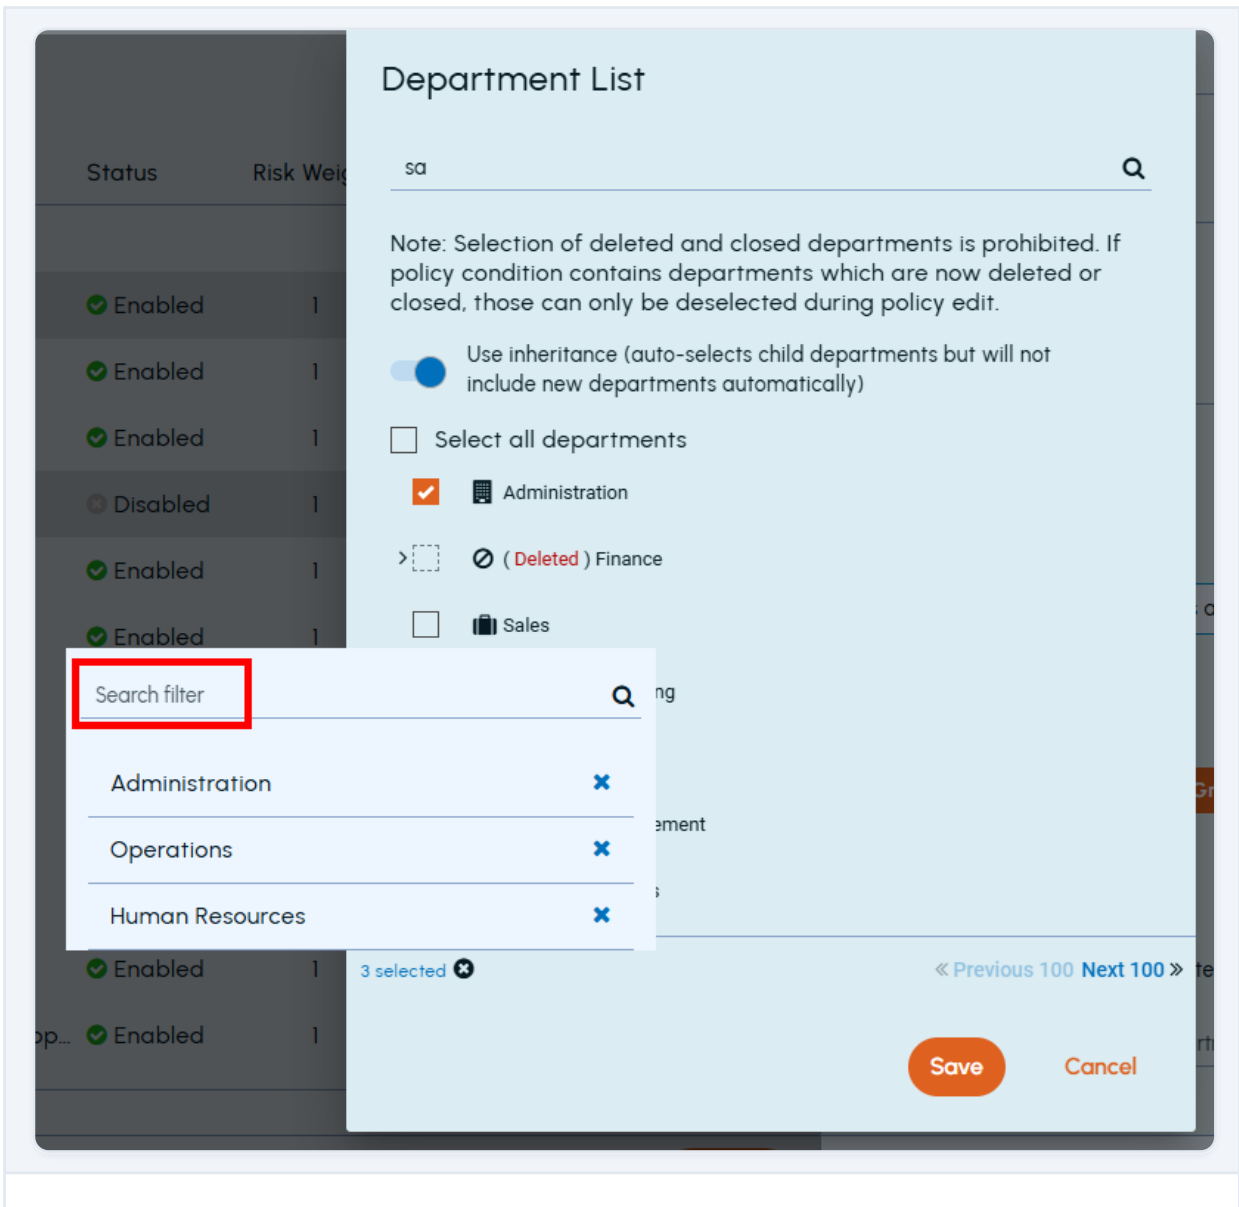 Department List
sa
Status Risk Weig
Note: Selection of deleted and closed departments is prohibited. If
policy condition contains departments which are now deleted or
closed, those can only be deselected during policy edit.
Enabled 1
Use inheritance (auto-selects child departments but will not
include new departments automatically)
Enabled 1
Enabled 1
Select all departments
Administration
Disabled 1
( Deleted ) Finance
Enabled 1
Sales
Enabled 1
Search filter
ng
Administration
Operations
ement
Human Resources
s
Enabled 1
3 selected
Previous 100 Next 100
te
op... Enabled 1
rt
Save Cancel